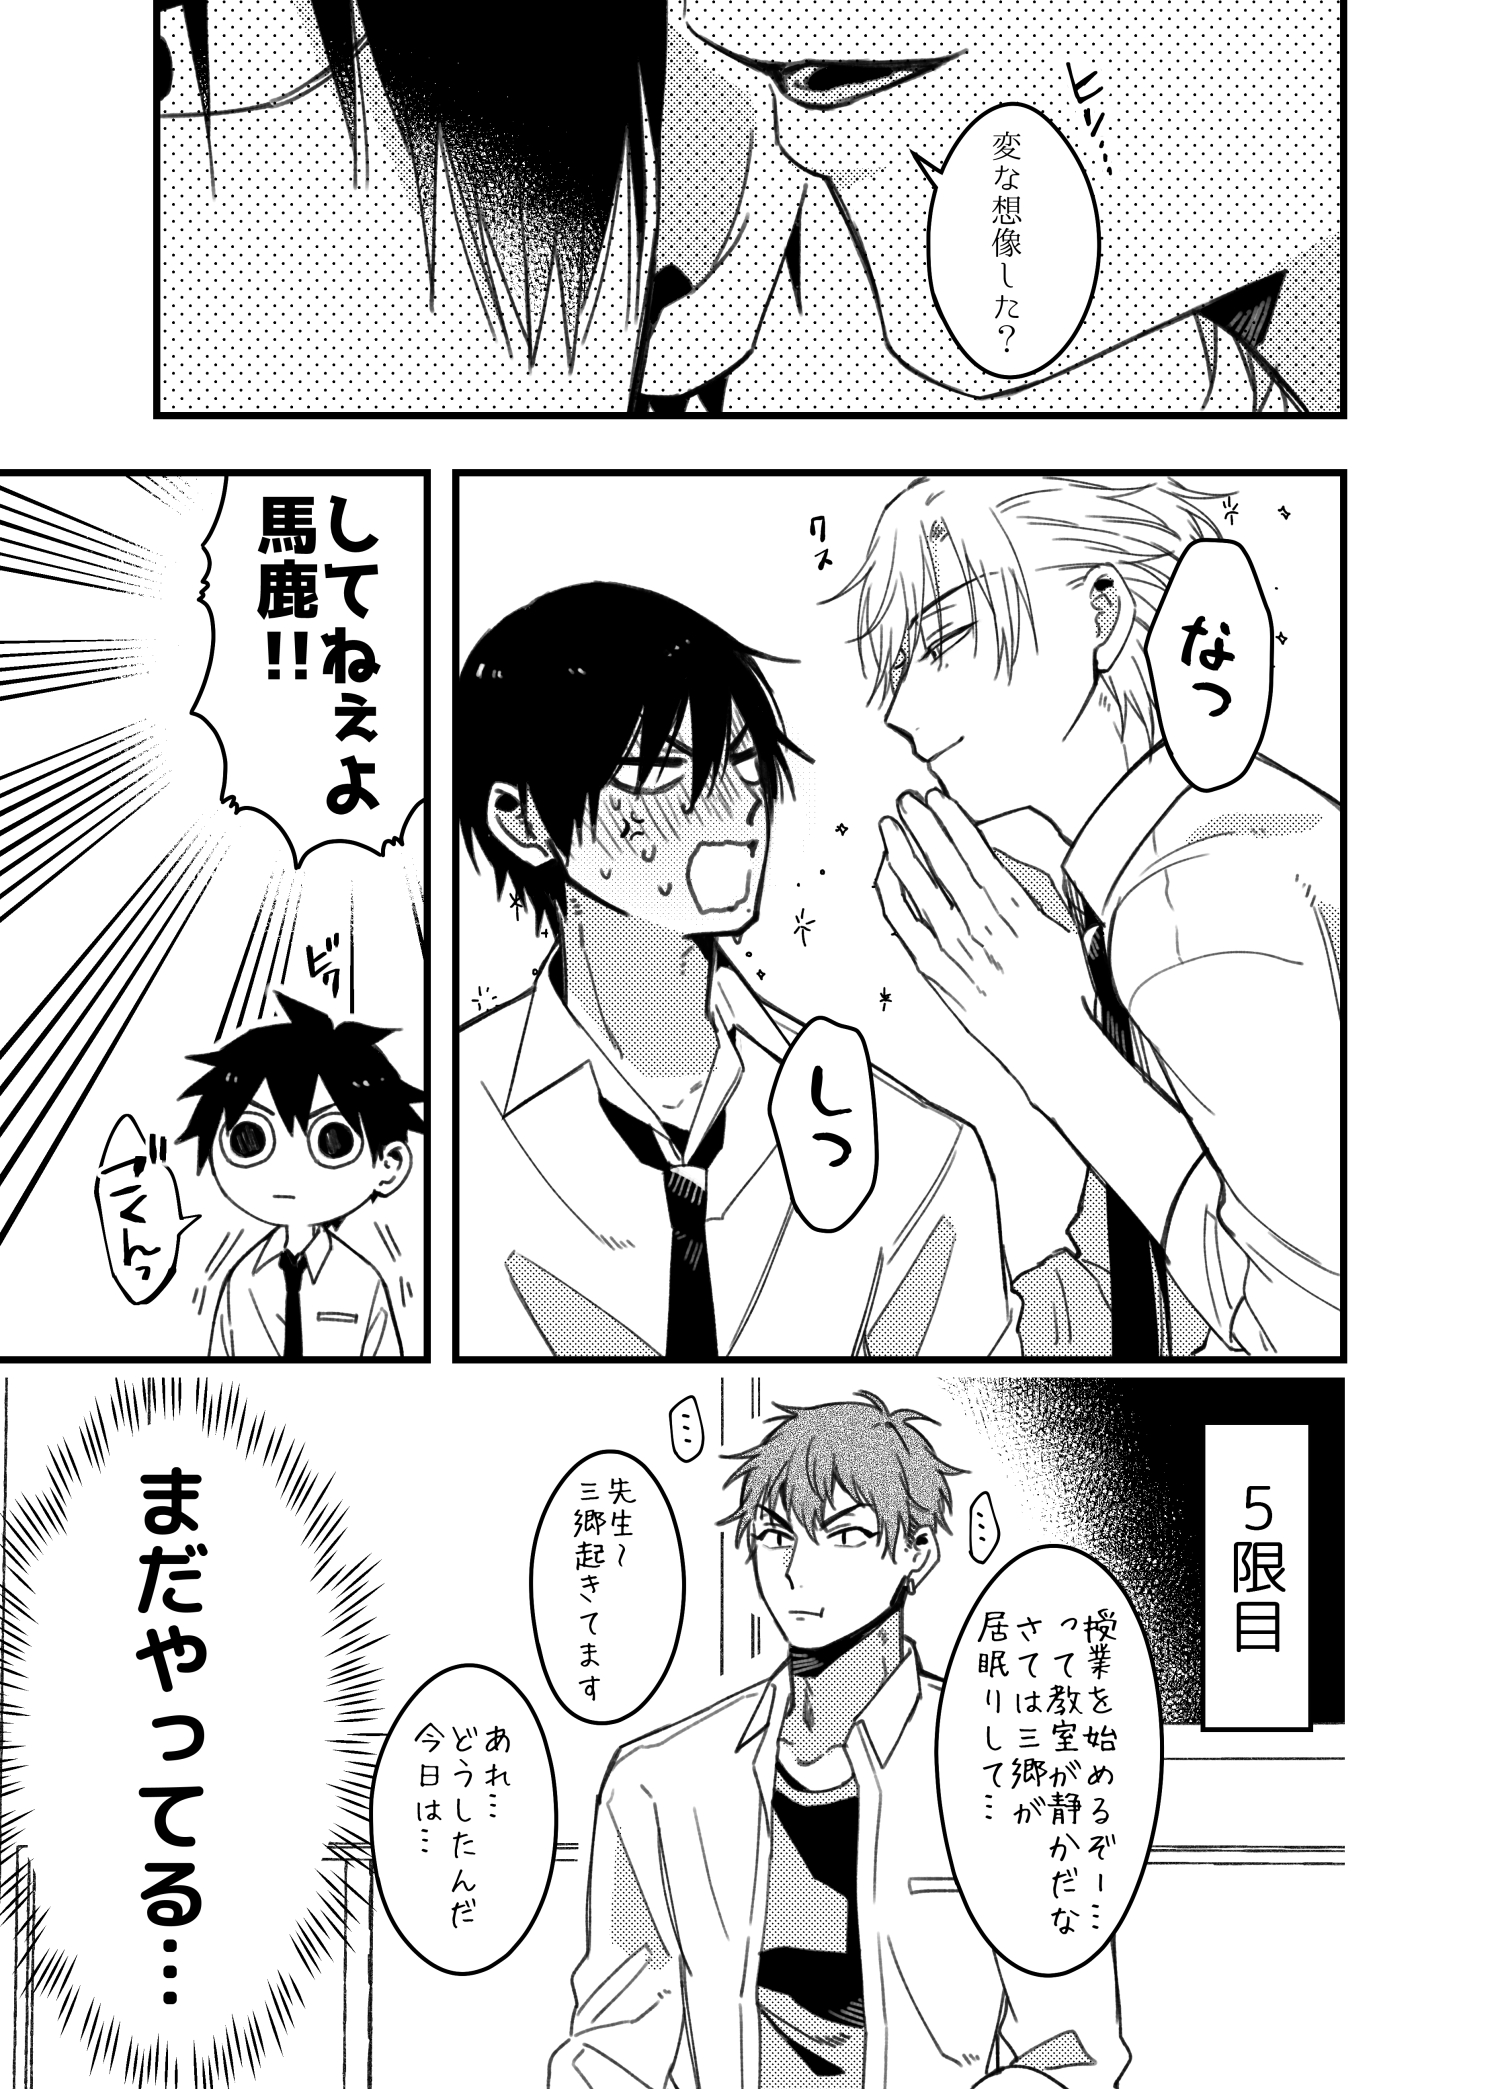 ヒソ…
変な想像した？
クス
なっ
しっ
してねぇよ
馬鹿!!
ビク
ごくんっ
5限目
授業を始めるぞー…
って教室が静かだな
さては三郷が
居眠りして…
…
…
先生〜
三郷起きてます
あれ…
どうしたんだ
今日は…
まだやってる…